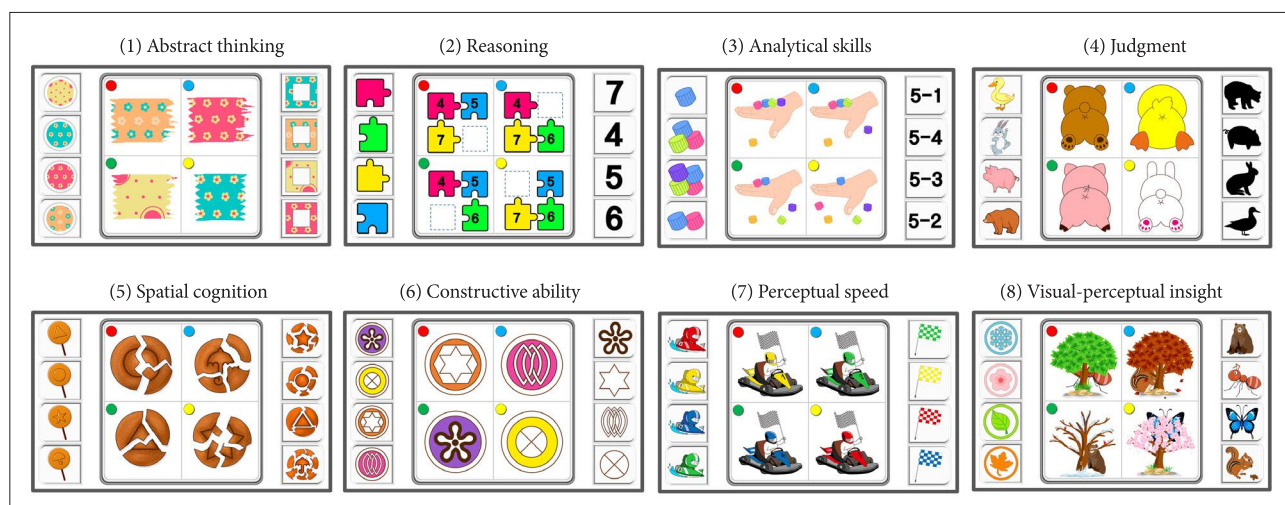 (1) Abstract thinking
(2) Reasoning
(3) Analytical skills
(4) Judgment
4 5 4
7 7 6
4 5 5
6 7 6
7
4
5
6
5-1
5-4
5-3
5-2
(5) Spatial cognition
(6) Constructive ability
(7) Perceptual speed
(8) Visual-perceptual insight